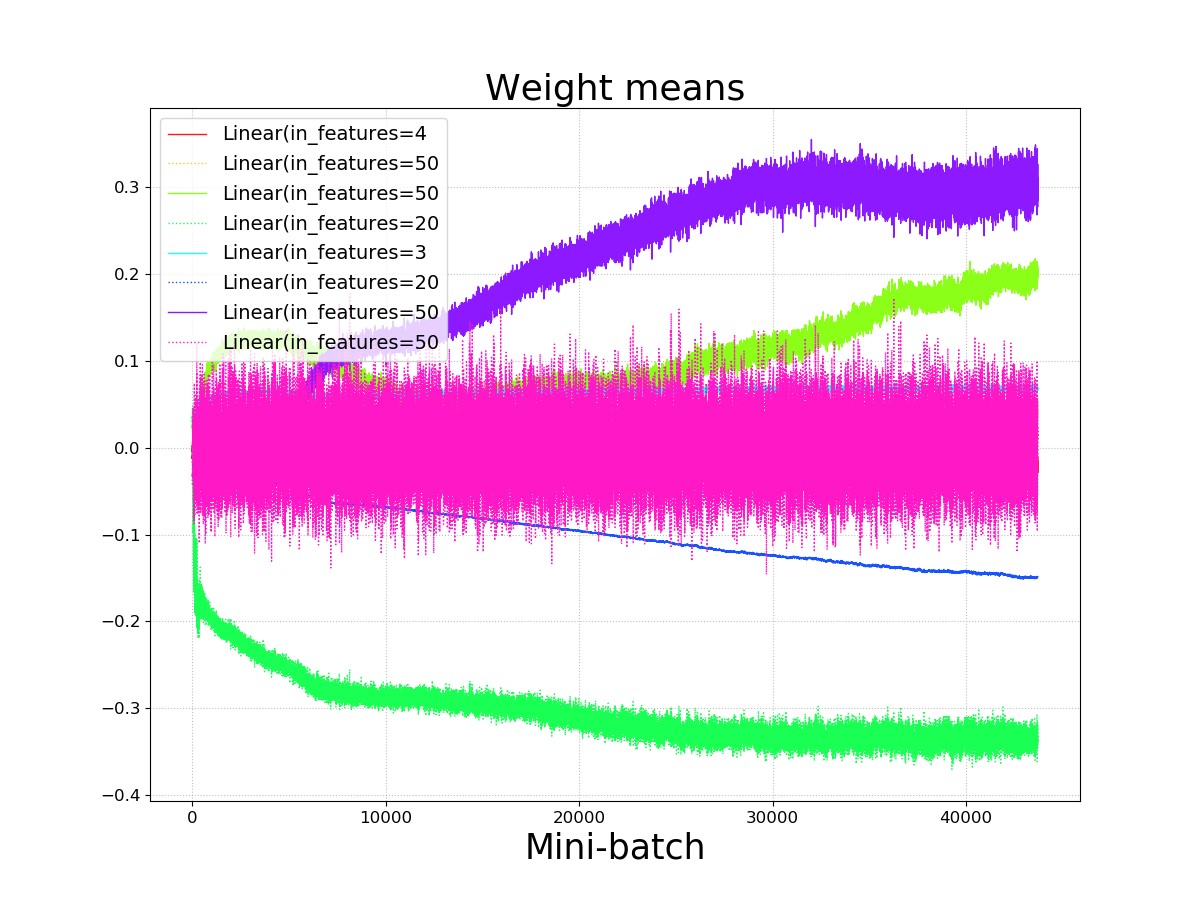 Weight means
Linear(in_features=4
Linear(in_features=50
Linear(in_features=50
Linear(in_features=20
Linear(in_features=3
Linear(in_features=20
Linear(in_features=50
Linear(in_features=50
0.3
0.2
0.1
0.0
−0.1
−0.2
−0.3
−0.4
0 10000 20000 30000 40000
Mini-batch